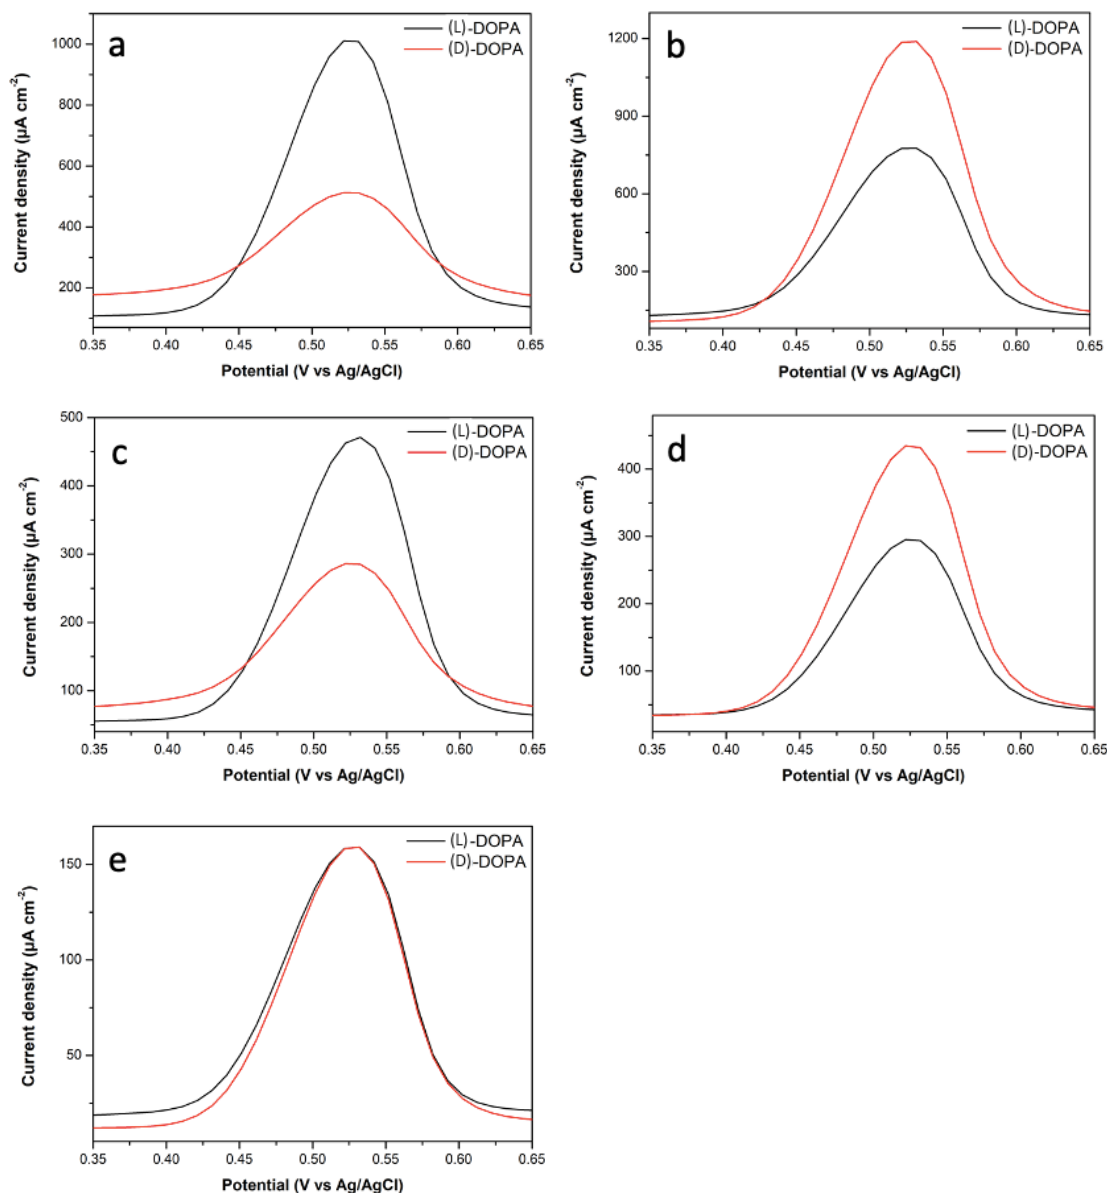 a
(L)-DOPA
(D)-DOPA
1000
800
600
400
200
Current density (µA cm-2)
0.35 0.40 0.45 0.50 0.55 0.60 0.65
Potential (V vs Ag/AgCl)
b
(L)-DOPA
(D)-DOPA
1200
900
600
300
Current density (µA cm-2)
0.35 0.40 0.45 0.50 0.55 0.60 0.65
Potential (V vs Ag/AgCl)
c
(L)-DOPA
(D)-DOPA
500
400
300
200
100
Current density (µA cm-2)
0.35 0.40 0.45 0.50 0.55 0.60 0.65
Potential (V vs Ag/AgCl)
d
(L)-DOPA
(D)-DOPA
400
300
200
100
Current density (µA cm-2)
0.35 0.40 0.45 0.50 0.55 0.60 0.65
Potential (V vs Ag/AgCl)
e
(L)-DOPA
(D)-DOPA
150
100
50
Current density (µA cm-2)
0.35 0.40 0.45 0.50 0.55 0.60 0.65
Potential (V vs Ag/AgCl)